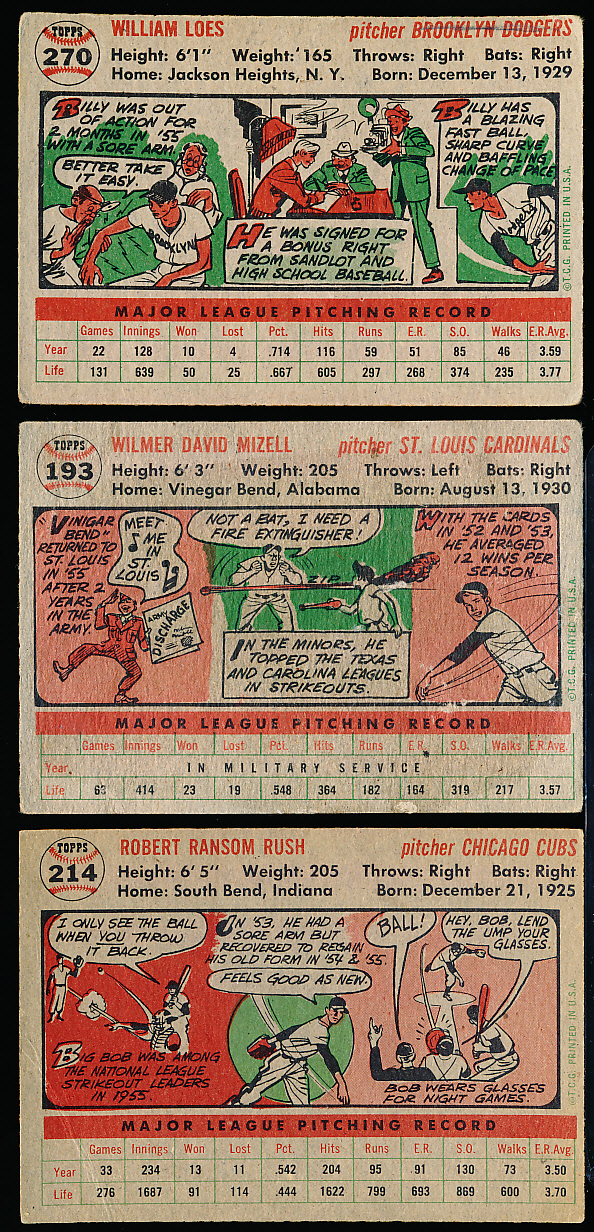 TOPPS
270
WILLIAM LOES pitcher BROOKLYN DODGERS
Height: 6'1" Weight: 165 Throws: Right Bats: Right
Home: Jackson Heights, N. Y. Born: December 13, 1929
BILLY WAS OUT
OF ACTION FOR
2 MONTHS IN '55
WITH A SORE ARM.
BETTER TAKE
IT EASY.
BROOKLYN
HE WAS SIGNED FOR
A BONUS RIGHT
FROM SANDLOT AND
HIGH SCHOOL BASEBALL.
BILLY HAS
A BLAZING
FAST BALL,
SHARP CURVE
AND BAFFLING
CHANGE OF PACE
Dodgers
©T.C.G. PRINTED IN U.S.A.
MAJOR LEAGUE PITCHING RECORD
Games Innings Won Lost Pct. Hits Runs E.R. S.O. Walks E.R.Avg.
Year 22 128 10 4 .714 116 59 51 85 46 3.59
Life 131 639 50 25 .667 605 297 268 374 235 3.77
TOPPS
193
WILMER DAVID MIZELL pitcher ST. LOUIS CARDINALS
Height: 6' 3" Weight: 205 Throws: Left Bats: Right
Home: Vinegar Bend, Alabama Born: August 13, 1930
"VINIGAR
BEND"
RETURNED TO
ST. LOUIS
IN '55
AFTER 2
YEARS
IN THE
ARMY.
MEET
ME IN
ST.
LOUIS
ARMY
DISCHARGE
NOT A BAT, I NEED A
FIRE EXTINGUISHER!
ZIP
IN THE MINORS, HE
TOPPED THE TEXAS
AND CAROLINA LEAGUES
IN STRIKEOUTS.
WITH THE CARDS
IN '52 AND '53,
HE AVERAGED
12 WINS PER
SEASON.
©T.C.G. PRINTED IN U.S.A.
MAJOR LEAGUE PITCHING RECORD
Games Innings Won Lost Pct. Hits Runs E.R. S.O. Walks E.R.Avg.
Year IN MILITARY SERVICE
Life 63 414 23 19 .548 364 182 164 319 217 3.57
TOPPS
214
ROBERT RANSOM RUSH pitcher CHICAGO CUBS
Height: 6' 5" Weight: 205 Throws: Right Bats: Right
Home: South Bend, Indiana Born: December 21, 1925
I ONLY SEE THE BALL
WHEN YOU THROW
IT BACK.
BIG BOB WAS AMONG
THE NATIONAL LEAGUE
STRIKEOUT LEADERS
IN 1955.
IN '53, HE HAD A
SORE ARM BUT
RECOVERED TO REGAIN
HIS OLD FORM IN '54 & '55.
FEELS GOOD AS NEW.
BALL!
HEY, BOB, LEND
THE UMP YOUR
GLASSES.
BOB WEARS GLASSES
FOR NIGHT GAMES.
©T.C.G. PRINTED IN U.S.A.
MAJOR LEAGUE PITCHING RECORD
Games Innings Won Lost Pct. Hits Runs E.R. S.O. Walks E.R.Avg.
Year 33 234 13 11 .542 204 95 .91 130 73 3.50
Life 276 1687 91 114 .444 1622 799 693 869 600 3.70